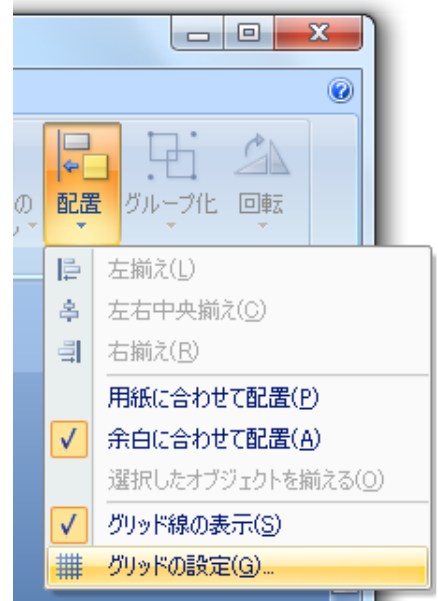 の
配置 グループ化 回転
左揃え(L)
左右中央揃え(C)
右揃え(R)
用紙に合わせて配置(P)
余白に合わせて配置(A)
選択したオブジェクトを揃える(O)
グリッド線の表示(S)
グリッドの設定(G)...